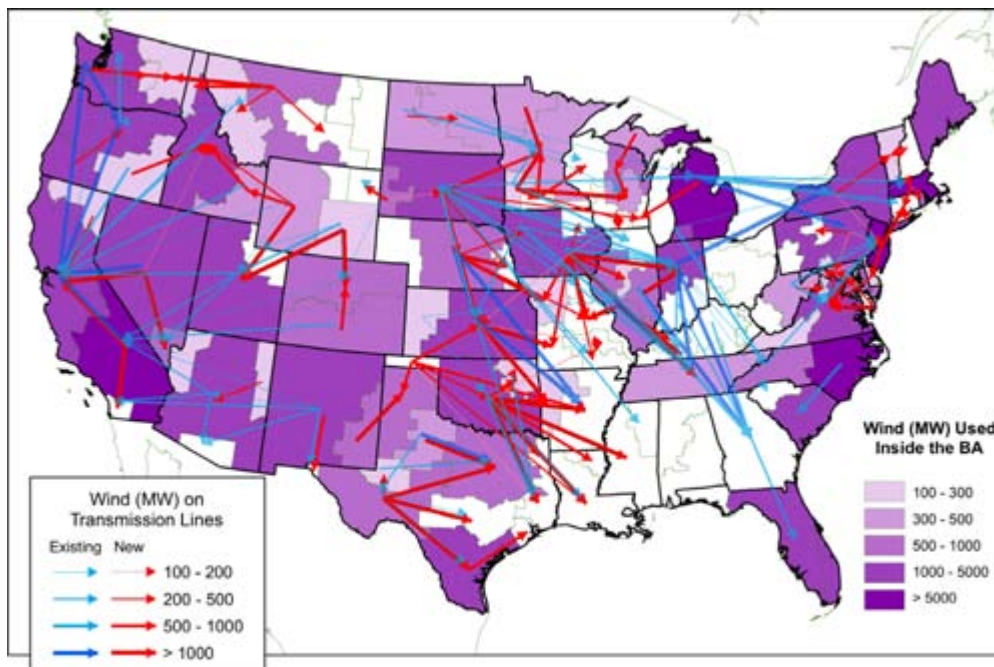 Wind (MW) Used
Inside the BA
100 - 300
300 - 500
500 - 1000
1000 - 5000
> 5000
Wind (MW) on
Transmission Lines
Existing New
100 - 200
200 - 500
500 - 1000
> 1000